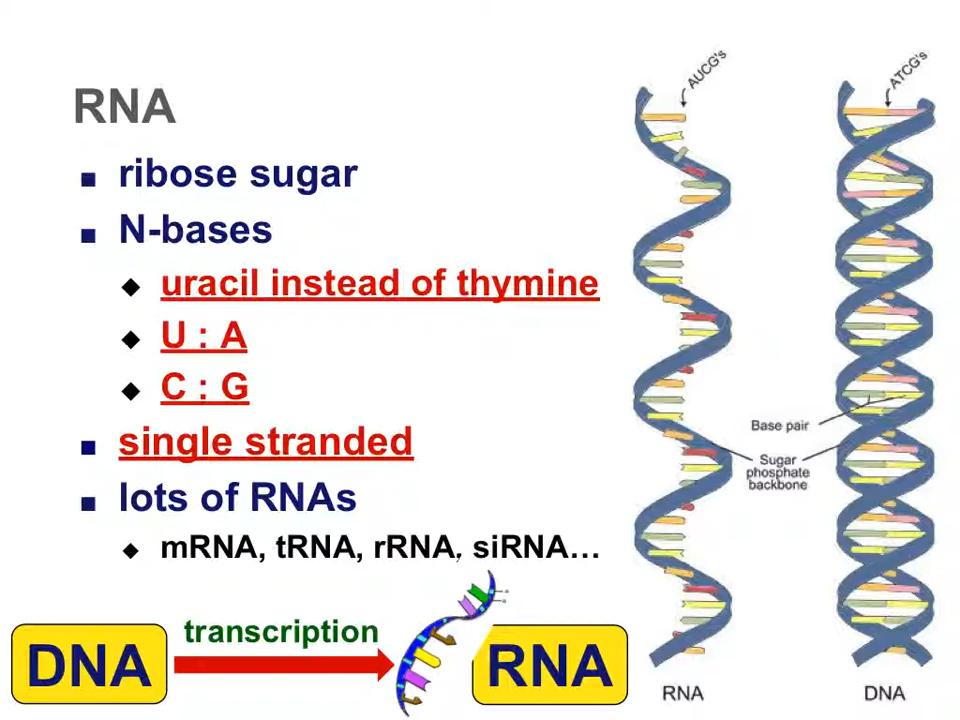 RNA
ribose sugar
N-bases
uracil instead of thymine
U : A
C : G
single stranded
lots of RNAs
mRNA, tRNA, rRNA, siRNA…
transcription
DNA
RNA
AUCG's
ATCG's
Base pair
Sugar
phosphate
backbone
RNA
DNA